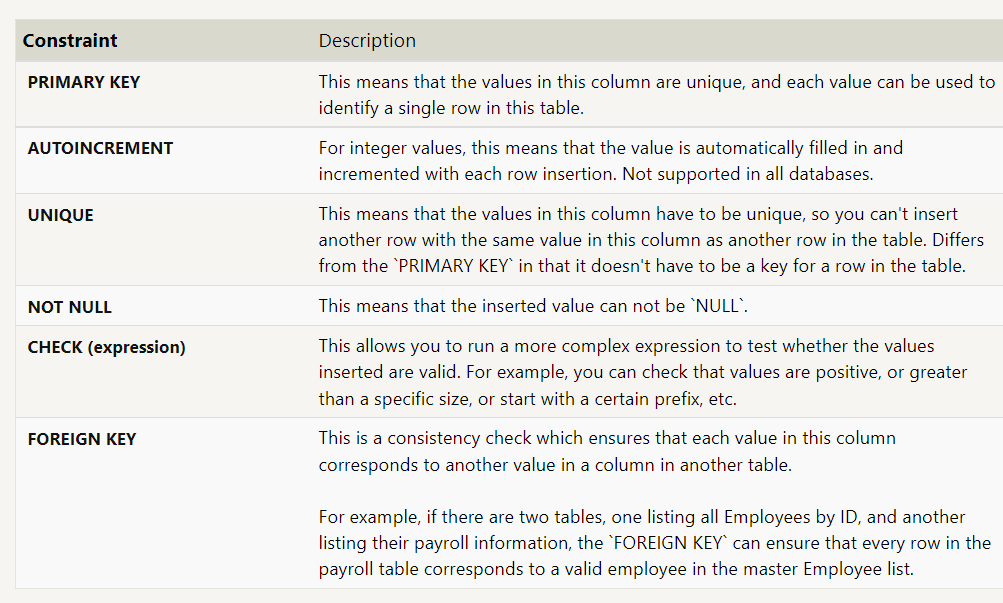 Constraint Description
PRIMARY KEY This means that the values in this column are unique, and each value can be used to
identify a single row in this table.
AUTOINCREMENT For integer values, this means that the value is automatically filled in and
incremented with each row insertion. Not supported in all databases.
UNIQUE This means that the values in this column have to be unique, so you can't insert
another row with the same value in this column as another row in the table. Differs
from the `PRIMARY KEY` in that it doesn't have to be a key for a row in the table.
NOT NULL This means that the inserted value can not be `NULL`.
CHECK (expression) This allows you to run a more complex expression to test whether the values
inserted are valid. For example, you can check that values are positive, or greater
than a specific size, or start with a certain prefix, etc.
FOREIGN KEY This is a consistency check which ensures that each value in this column
corresponds to another value in a column in another table.
For example, if there are two tables, one listing all Employees by ID, and another
listing their payroll information, the `FOREIGN KEY` can ensure that every row in the
payroll table corresponds to a valid employee in the master Employee list.